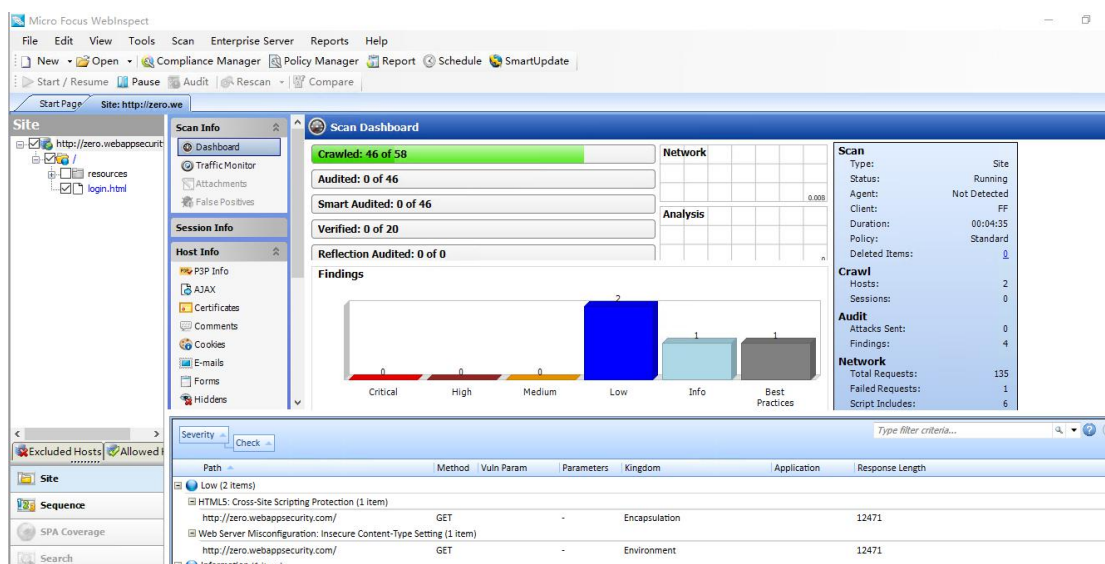 Micro Focus WebInspect
File Edit View Tools Scan Enterprise Server Reports Help
New Open Compliance Manager Policy Manager Report Schedule SmartUpdate
Start / Resume Pause Audit Rescan Compare
Start Page Site: http://zero.we
Site
http://zero.webappsecurit
/
resources
login.html
Excluded Hosts Allowed
Site
Sequence
SPA Coverage
Search
Scan Info
Dashboard
Traffic Monitor
Attachments
False Positives
Session Info
Host Info
P3P Info
AJAX
Certificates
Comments
Cookies
E-mails
Forms
Hiddens
Scan Dashboard
Crawled: 46 of 58
Audited: 0 of 46
Smart Audited: 0 of 46
Verified: 0 of 20
Reflection Audited: 0 of 0
Network
0.008
Analysis
0
Findings
0 0 0 2 1 1
Critical High Medium Low Info Best
Practices
Scan
Type: Site
Status: Running
Agent: Not Detected
Client: FF
Duration: 00:04:35
Policy: Standard
Deleted Items: 0
Crawl
Hosts: 2
Sessions: 0
Audit
Attacks Sent: 0
Findings: 4
Network
Total Requests: 135
Failed Requests: 1
Script Includes: 6
Severity
Check
Type filter criteria...
Path Method Vuln Param Parameters Kingdom Application Response Length
Low (2 items)
HTML5: Cross-Site Scripting Protection (1 item)
http://zero.webappsecurity.com/ GET - Encapsulation 12471
Web Server Misconfiguration: Insecure Content-Type Setting (1 item)
http://zero.webappsecurity.com/ GET - Environment 12471